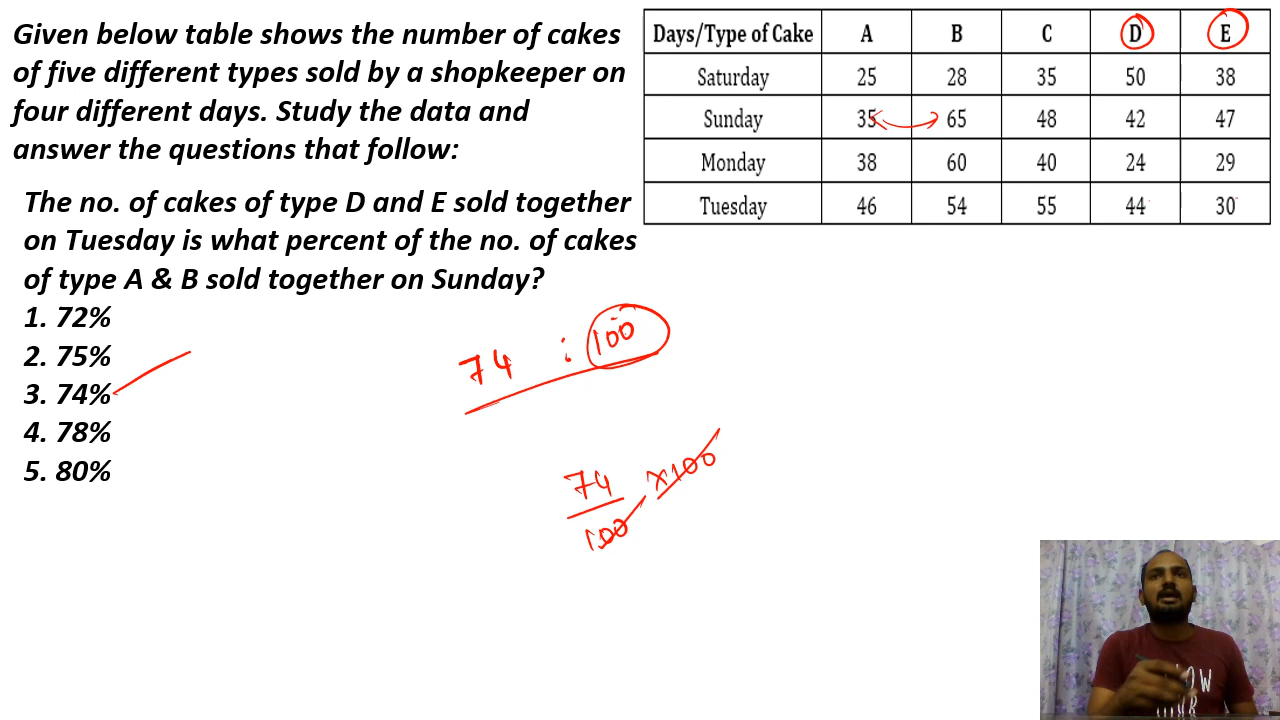 Given below table shows the number of cakes
of five different types sold by a shopkeeper on
four different days. Study the data and
answer the questions that follow:
The no. of cakes of type D and E sold together
on Tuesday is what percent of the no. of cakes
of type A & B sold together on Sunday?
1. 72%
2. 75%
3. 74%
4. 78%
5. 80%
Days/Type of Cake A B C D E
Saturday 25 28 35 50 38
Sunday 35 65 48 42 47
Monday 38 60 40 24 29
Tuesday 46 54 55 44 30
74 : 100
74
×100
100